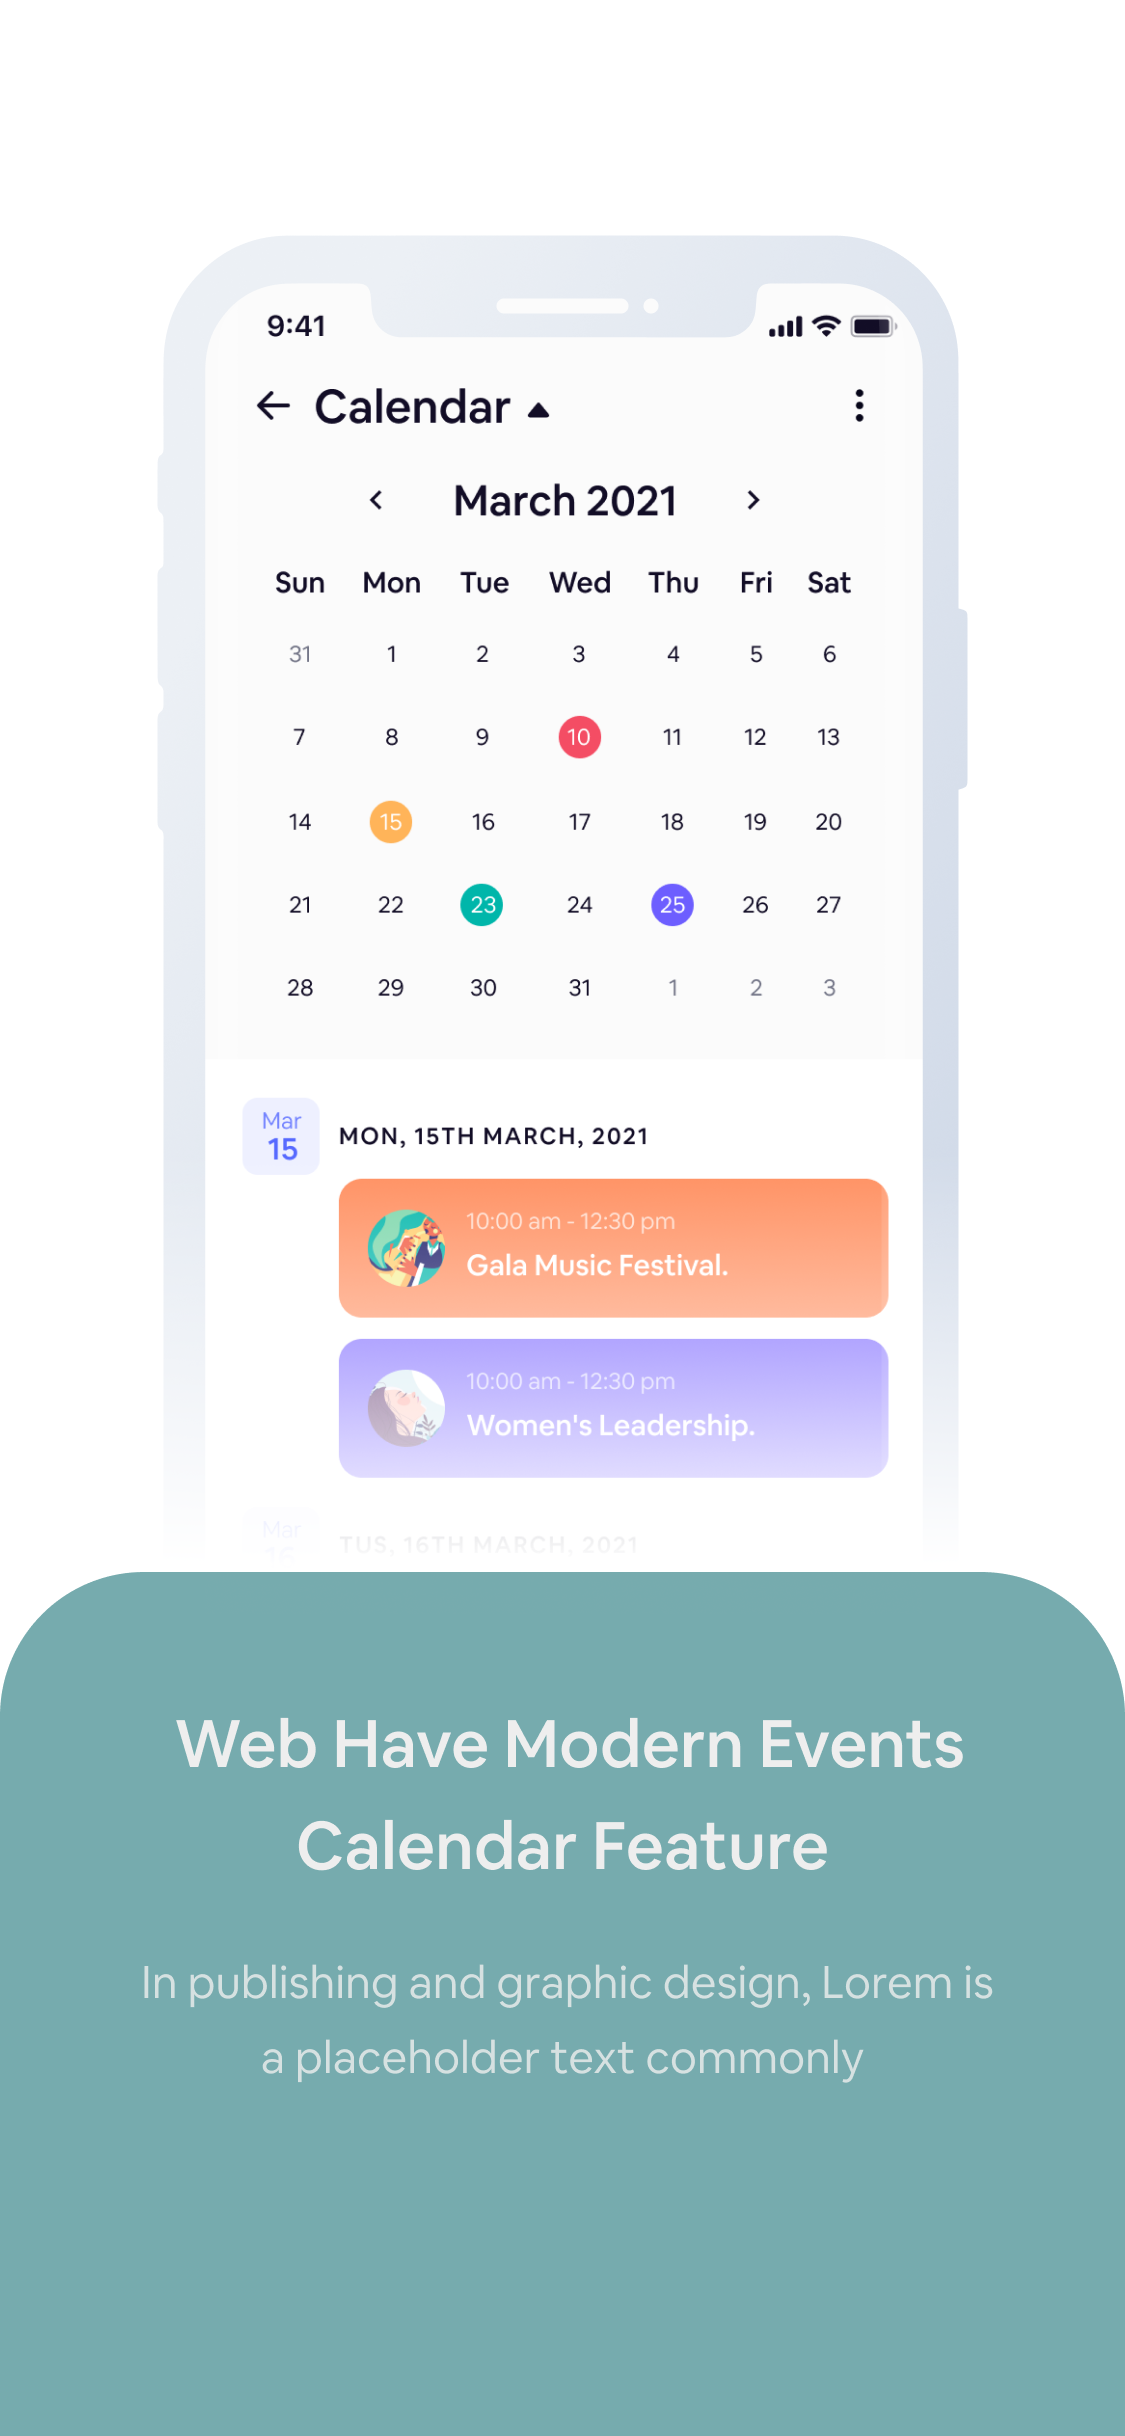 9:41
Calendar
March 2021
Sun Mon Tue Wed Thu Fri Sat
31 1 2 3 4 5 6
7 8 9 10 11 12 13
14 15 16 17 18 19 20
21 22 23 24 25 26 27
28 29 30 31 1 2 3
Mar
15
MON, 15TH MARCH, 2021
10:00 am - 12:30 pm
Gala Music Festival.
10:00 am - 12:30 pm
Women's Leadership.
Mar
16
TUS, 16TH MARCH, 2021
Web Have Modern Events
Calendar Feature
In publishing and graphic design, Lorem is
a placeholder text commonly